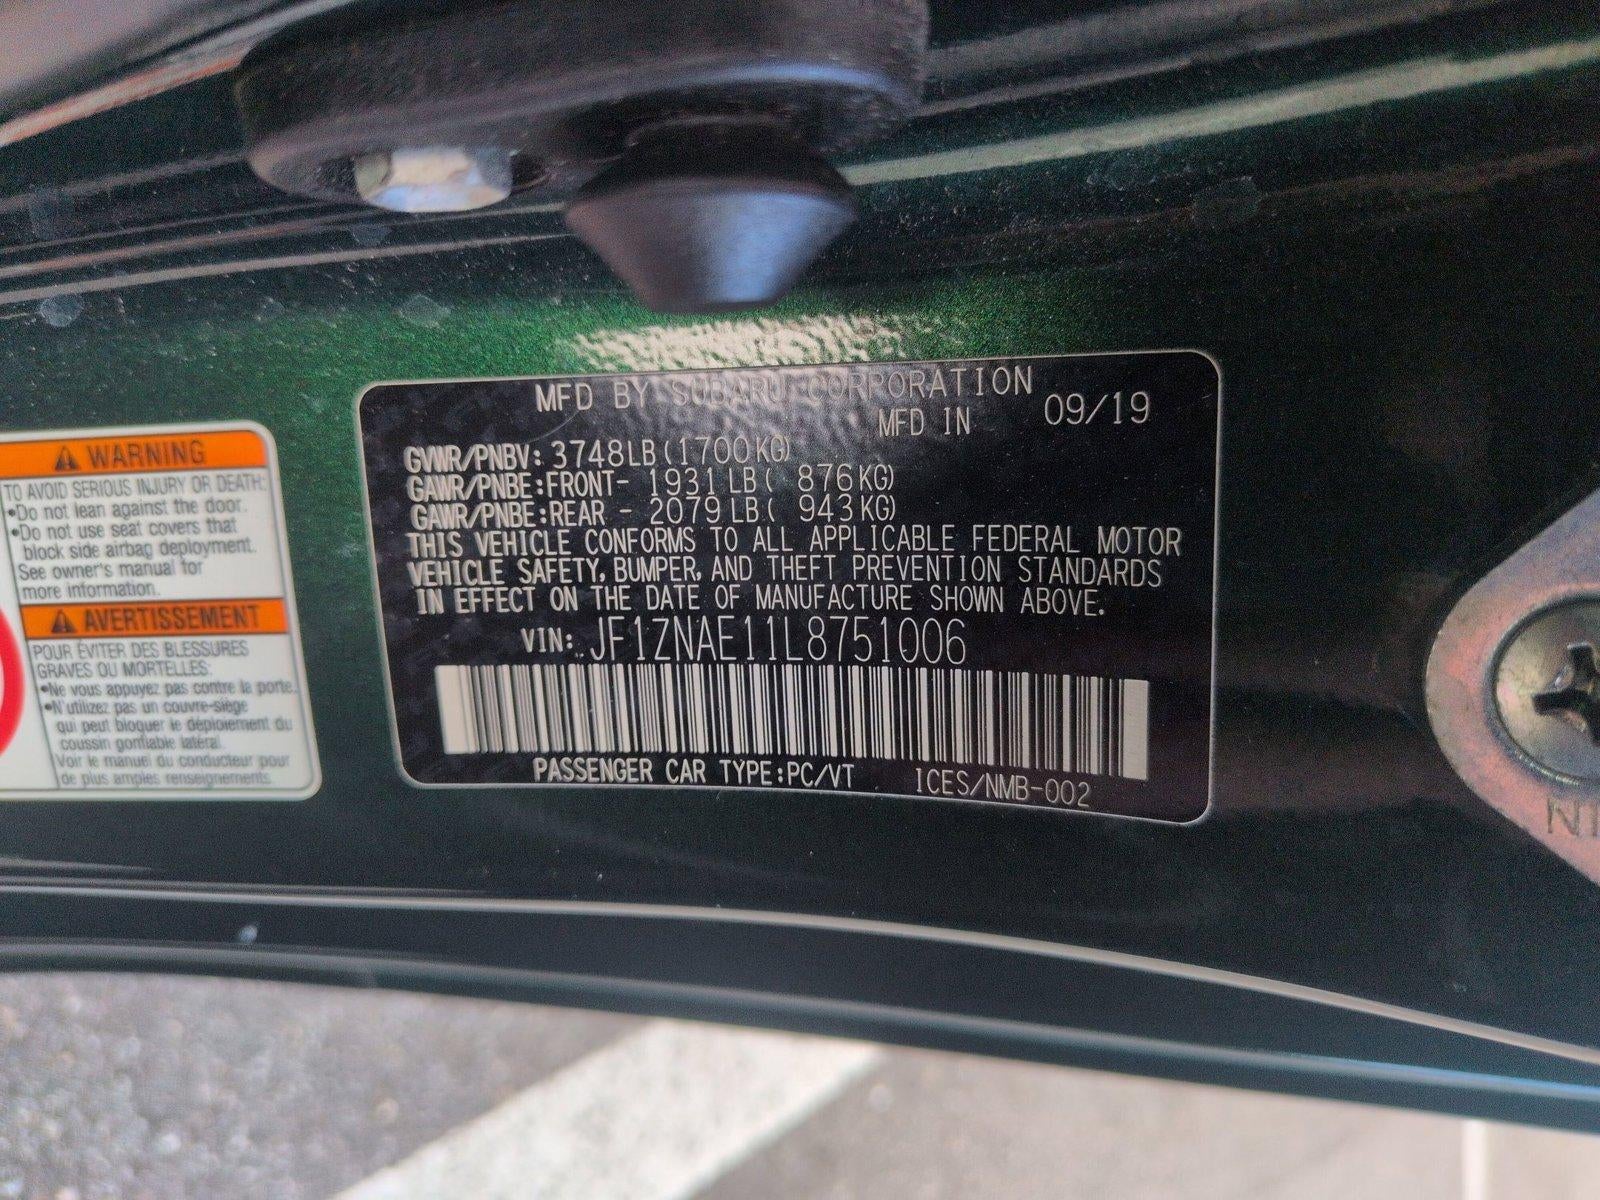 WARNING
TO AVOID SERIOUS INJURY OR DEATH:
•Do not lean against the door.
•Do not use seat covers that
block side airbag deployment.
See owner's manual for
more information.
AVERTISSEMENT
POUR ÉVITER DES BLESSURES
GRAVES OU MORTELLES:
•Ne vous appuyez pas contre la porte.
•N'utilizez pas un couvre-siège
qui peut bloquer le déploiement du
coussin gonflable latéral.
Voir le manuel du conducteur pour
de plus amples renseignements.
MFD BY SUBARU CORPORATION
MFD IN 09/19
GVWR/PNBV: 3748LB(1700KG)
GAWR/PNBE:FRONT- 1931LB( 876KG)
GAWR/PNBE:REAR - 2079LB( 943KG)
THIS VEHICLE CONFORMS TO ALL APPLICABLE FEDERAL MOTOR
VEHICLE SAFETY, BUMPER, AND THEFT PREVENTION STANDARDS
IN EFFECT ON THE DATE OF MANUFACTURE SHOWN ABOVE.
VIN: JF1ZNAE11L8751006
PASSENGER CAR TYPE:PC/VT ICES/NMB-002